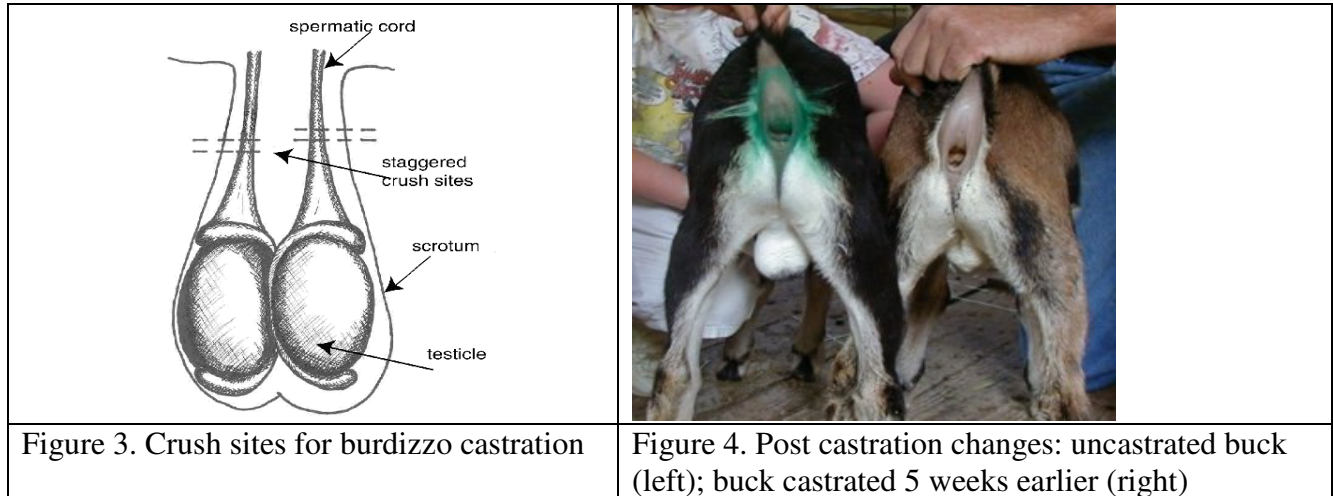 spermatic cord
staggered
crush sites
scrotum
testicle
Figure 3. Crush sites for burdizzo castration
Figure 4. Post castration changes: uncastrated buck
(left); buck castrated 5 weeks earlier (right)